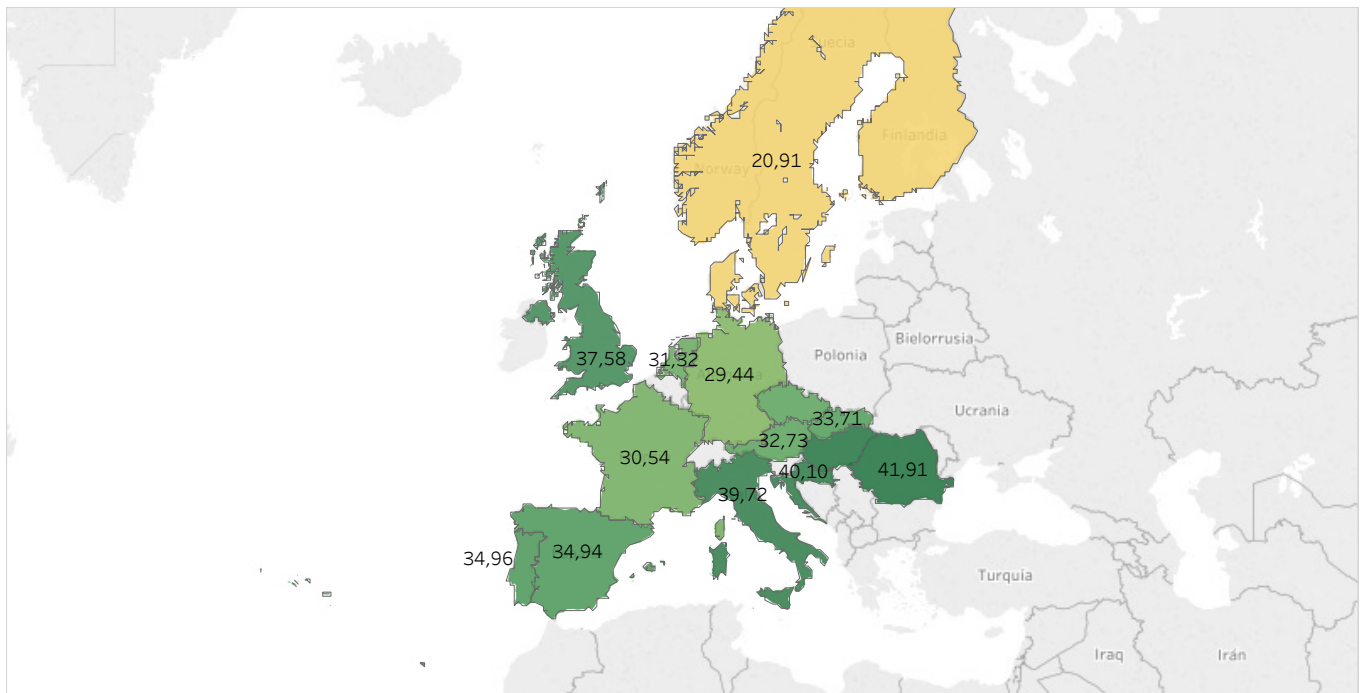 Suecia
Finlandia
Norway
20,91
Bielorrusia
Polonia
37,58
31,32
29,44
Ucrania
33,71
32,73
30,54
40,10
41,91
39,72
34,94
34,96
Turquía
Iraq
Irán